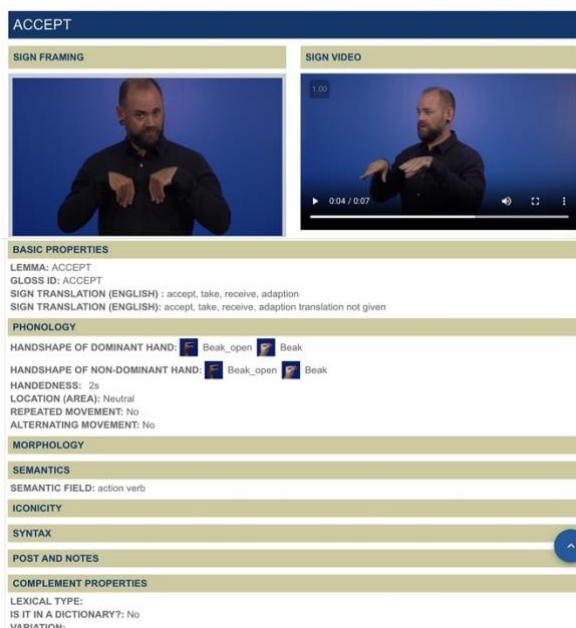 ACCEPT
SIGN FRAMING
SIGN VIDEO
1.00
0:04 / 0:07
BASIC PROPERTIES
LEMMA: ACCEPT
GLOSS ID: ACCEPT
SIGN TRANSLATION (ENGLISH) : accept, take, receive, adaption
SIGN TRANSLATION (ENGLISH): accept, take, receive, adaption translation not given
PHONOLOGY
HANDSHAPE OF DOMINANT HAND: Beak_open Beak
HANDSHAPE OF NON-DOMINANT HAND: Beak_open Beak
HANDEDNESS: 2s
LOCATION (AREA): Neutral
REPEATED MOVEMENT: No
ALTERNATING MOVEMENT: No
MORPHOLOGY
SEMANTICS
SEMANTIC FIELD: action verb
ICONICITY
SYNTAX
POST AND NOTES
COMPLEMENT PROPERTIES
LEXICAL TYPE:
IS IT IN A DICTIONARY?: No
VARIATION: